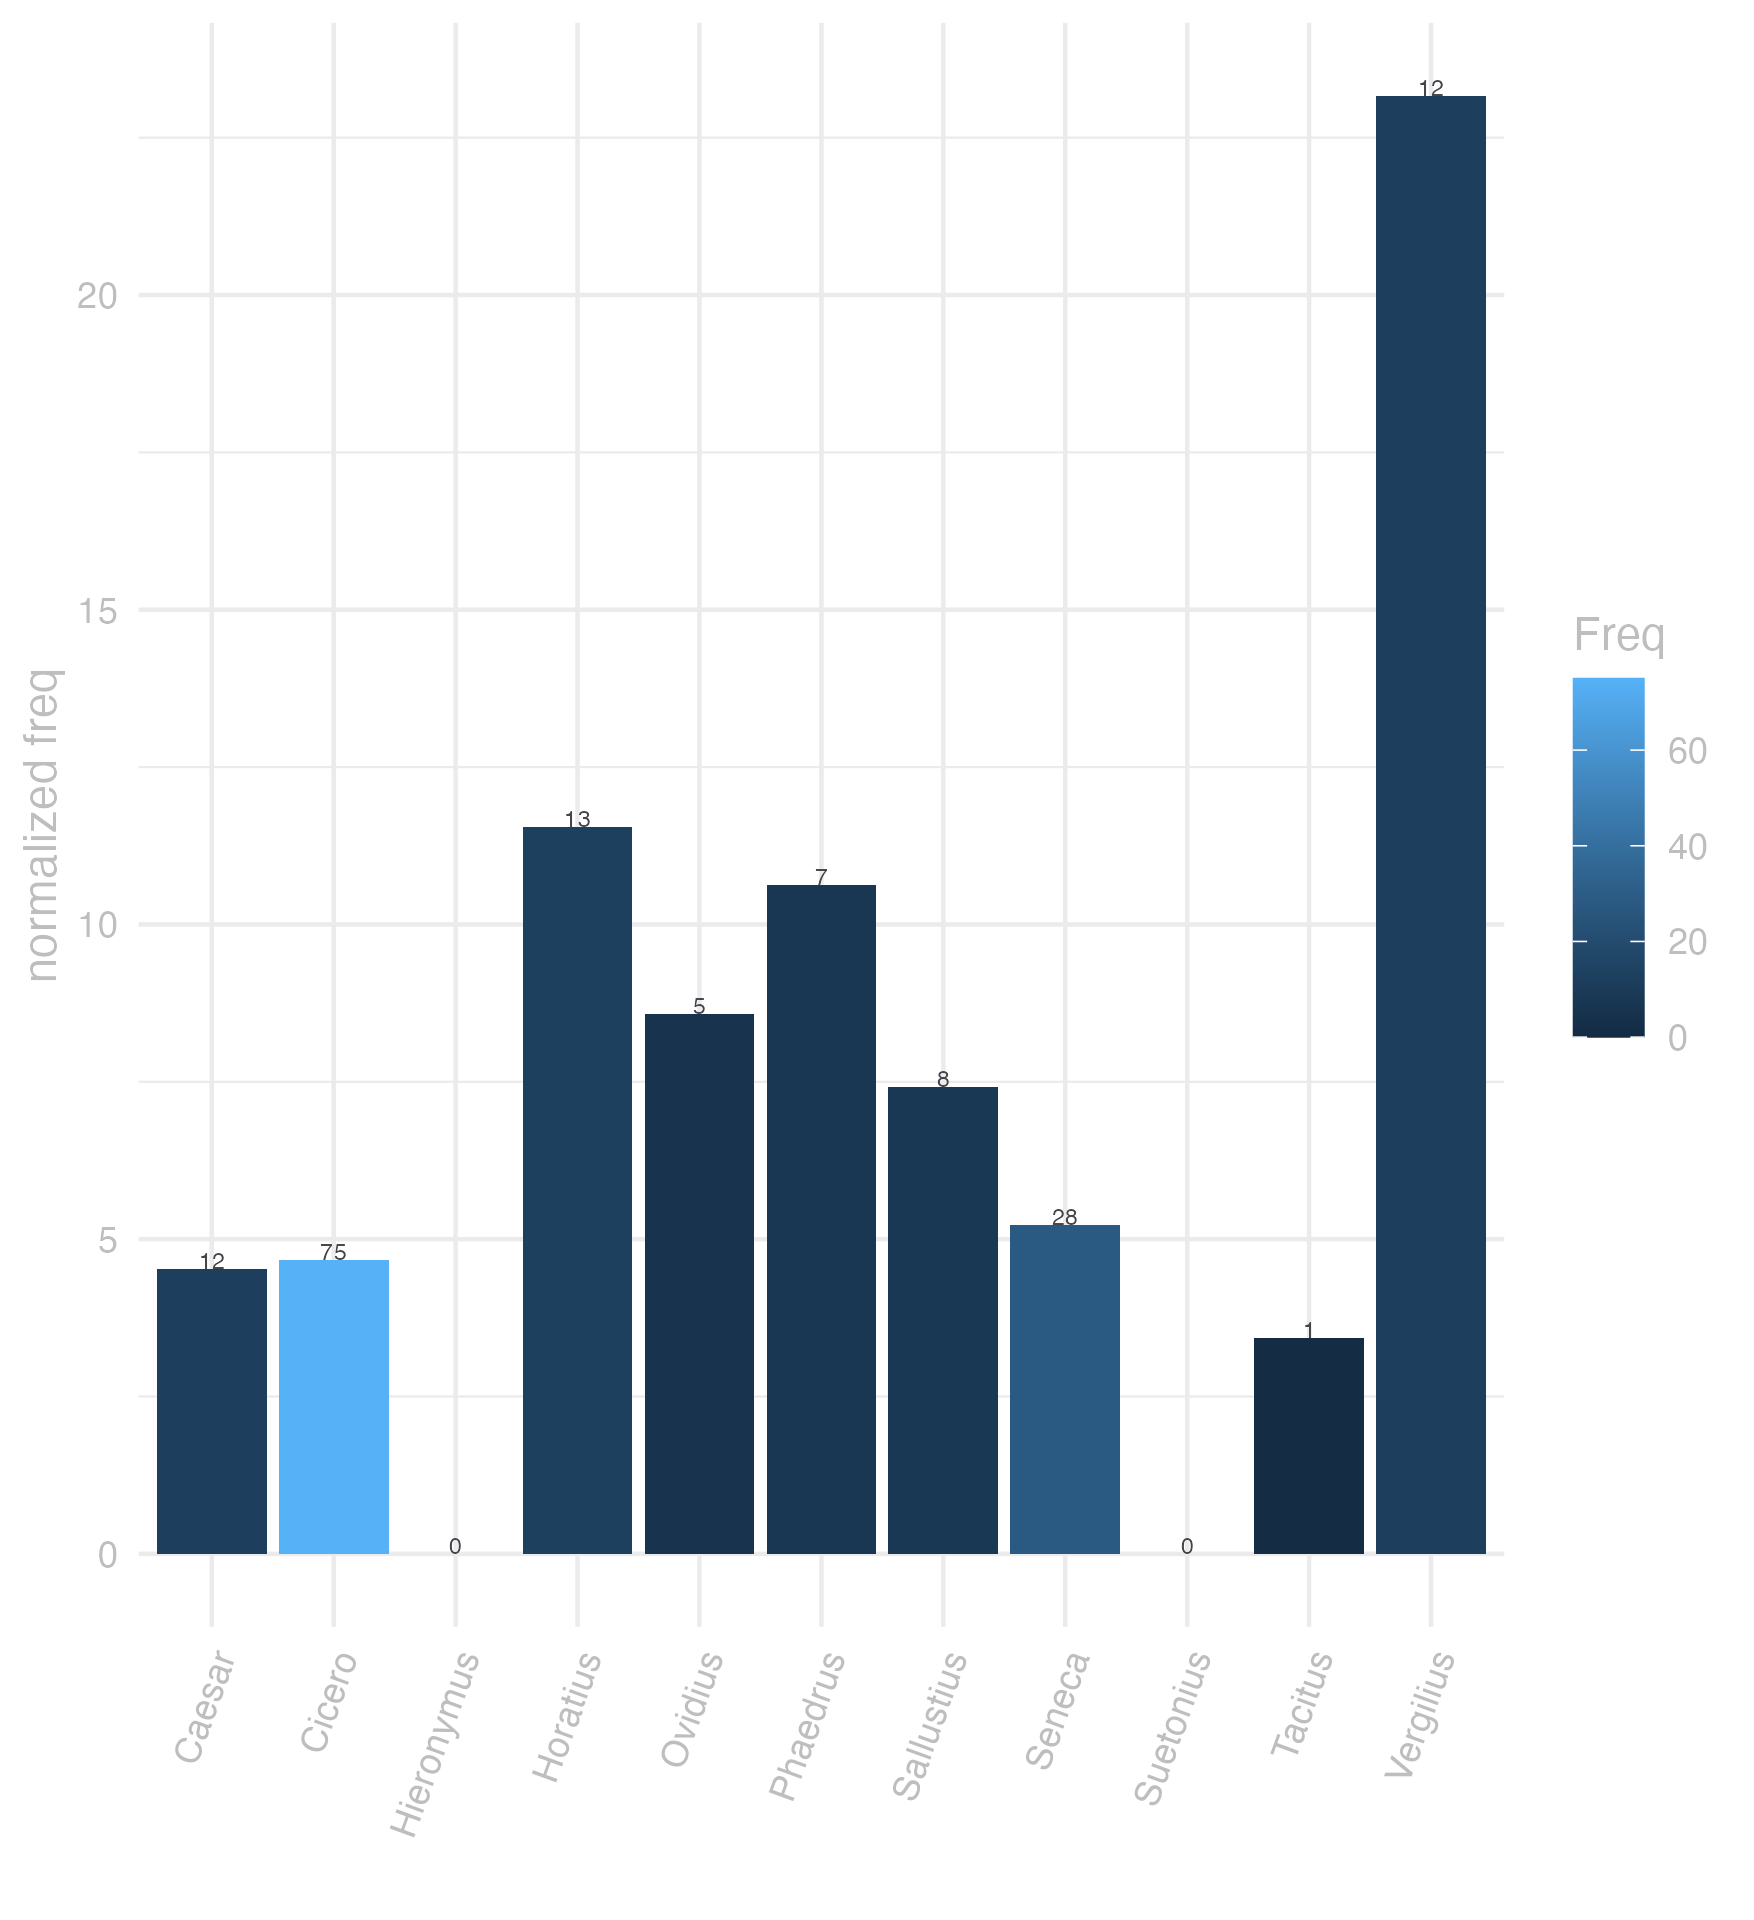 12
20
15
Freq
normalized freq
60
13
40
7
10
20
5
0
8
28
5
75
12
1
0
0
0
Caesar
Cicero
Hieronymus
Horatius
Ovidius
Phaedrus
Sallustius
Seneca
Suetonius
Tacitus
Vergilius